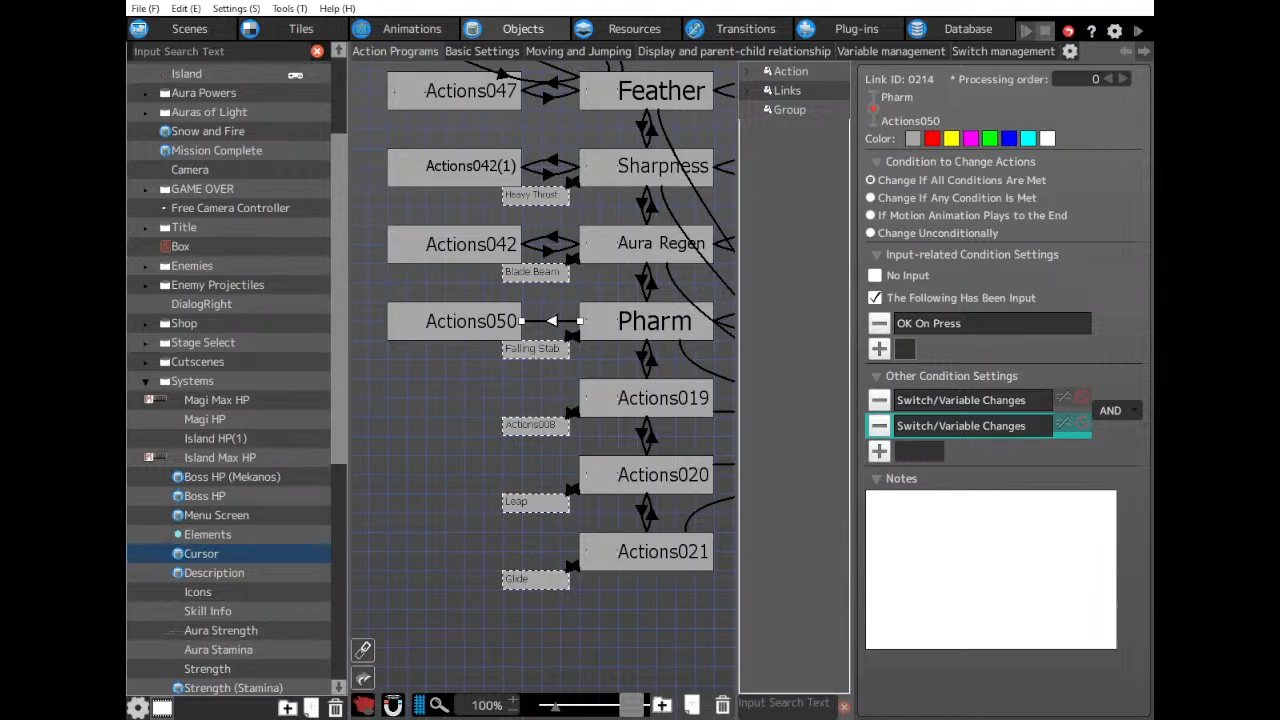 File (F)
Edit (E)
Settings (S)
Tools (T)
Help (H)
Scenes
Tiles
Animations
Objects
Resources
Transitions
Plug-ins
Database
Input Search Text
Action Programs
Basic Settings
Moving and Jumping
Display and parent-child relationship
Variable management
Switch management
Island
Aura Powers
Auras of Light
Snow and Fire
Mission Complete
Camera
GAME OVER
Free Camera Controller
Title
Box
Enemies
Enemy Projectiles
DialogRight
Shop
Stage Select
Cutscenes
Systems
Magi Max HP
Magi HP
Island HP(1)
Island Max HP
Boss HP (Mekanos)
Boss HP
Menu Screen
Elements
Cursor
Description
Icons
Skill Info
Aura Strength
Aura Stamina
Strength
Strength (Stamina)
Actions047
Feather
Actions042(1)
Sharpness
Heavy Thrust
Actions042
Aura Regen
Blade Beam
Actions050
Pharm
Falling Stab
Actions019
Actions008
Actions020
Leap
Actions021
Glide
100%
Action
Links
Group
Input Search Text
Link ID: 0214
* Processing order:
0
Pharm
Actions050
Color:
Condition to Change Actions
Change If All Conditions Are Met
Change If Any Condition Is Met
If Motion Animation Plays to the End
Change Unconditionally
Input-related Condition Settings
No Input
The Following Has Been Input
OK On Press
Other Condition Settings
Switch/Variable Changes
AND
Switch/Variable Changes
Notes